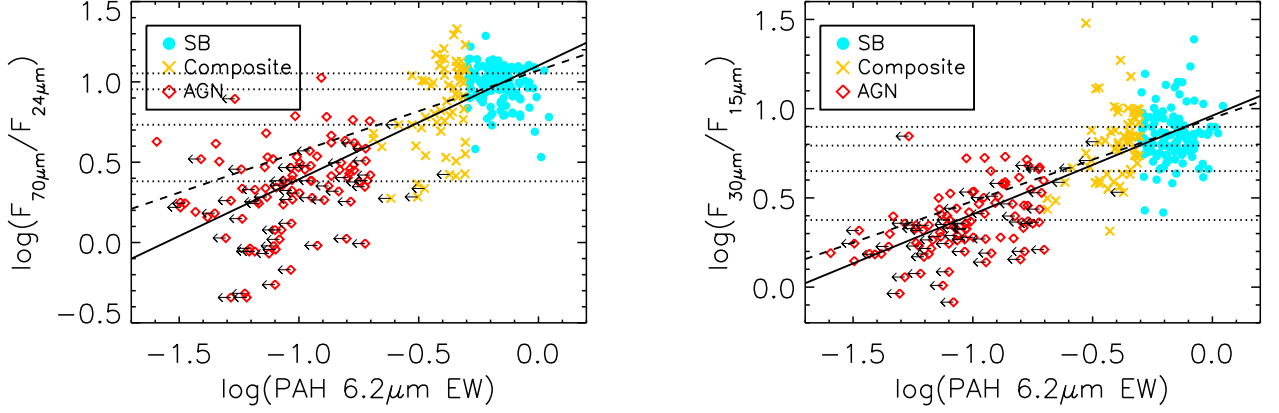 1.5
1.0
0.5
0.0
−0.5
log(F70μm/F24μm)
SB
Composite
AGN
−1.5 −1.0 −0.5 0.0
log(PAH 6.2μm EW)
1.5
1.0
0.5
0.0
log(F30μm/F15μm)
SB
Composite
AGN
−1.5 −1.0 −0.5 0.0
log(PAH 6.2μm EW)